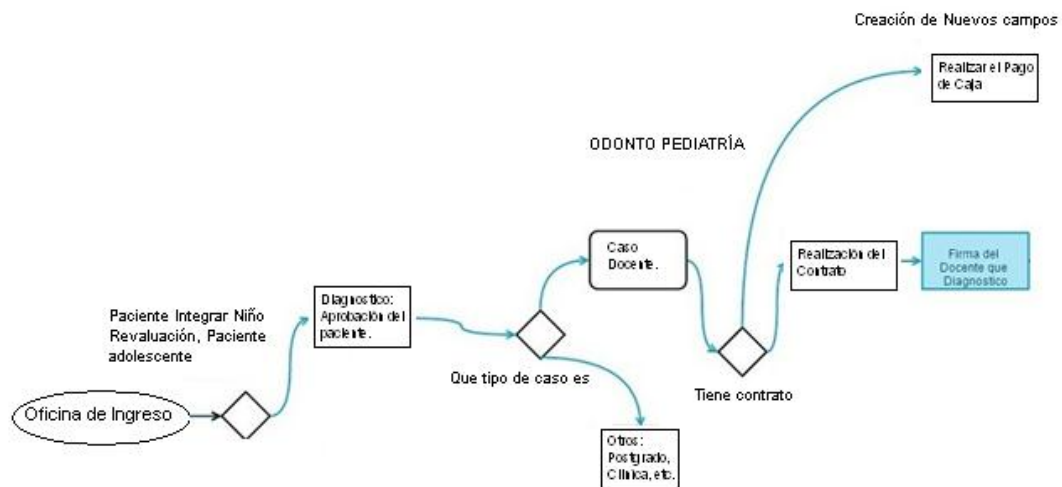 Creación de Nuevos campos
Realizar el Pago
de Caja
ODONTO PEDIATRÍA
Caso
Docente.
Realización del
Contrato
Firma del
Docente que
Diagnostico
Diagnostico:
Aprobación del
paciente.
Paciente Integrar Niño
Revaluación, Paciente
adolescente
Que tipo de caso es
Tiene contrato
Oficina de Ingreso
Otros:
Postgrado,
Clínica, etc.